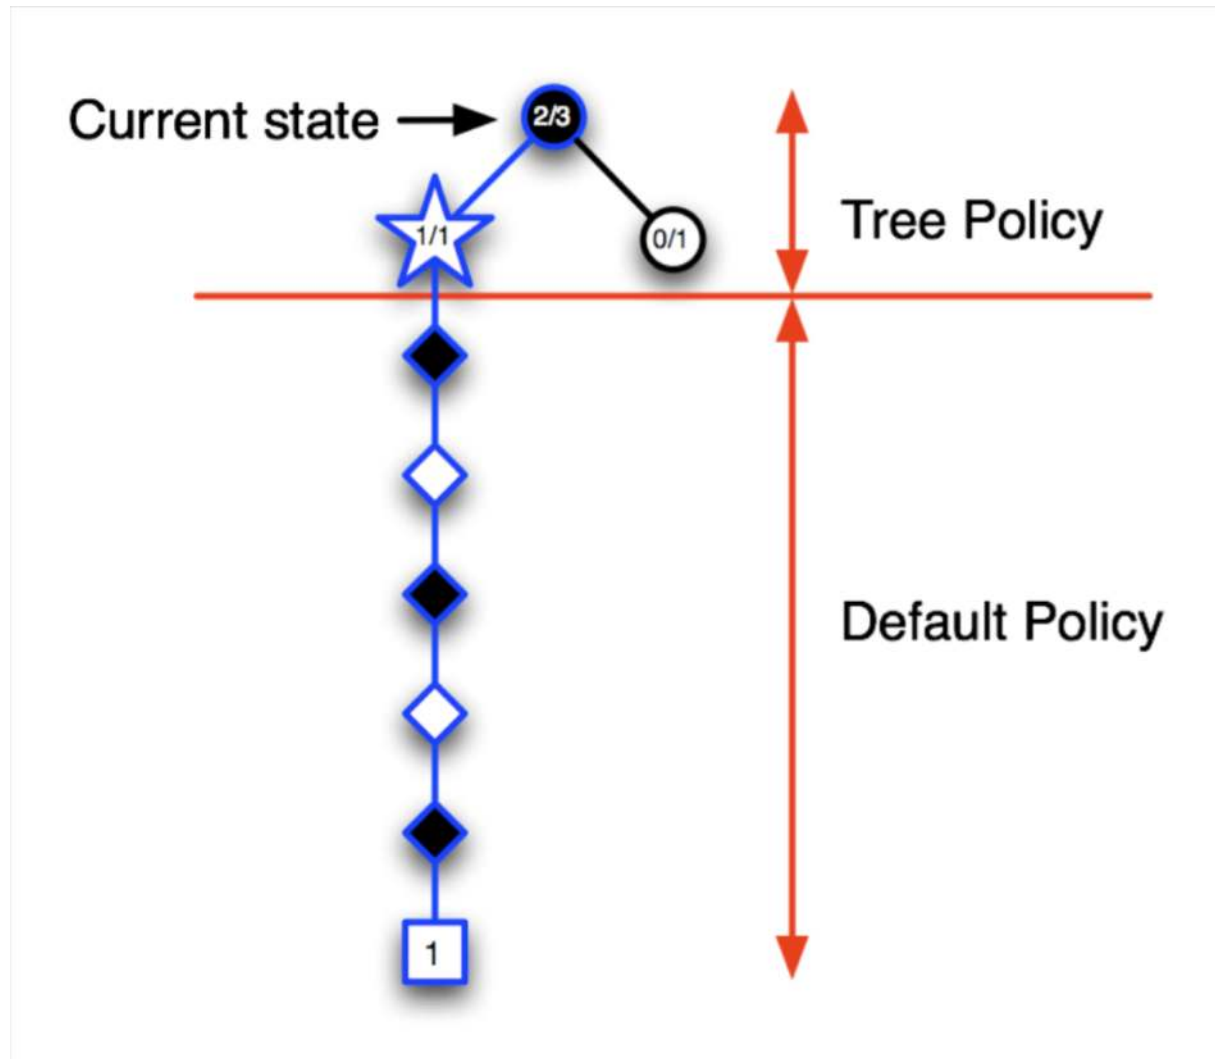 Current state
2/3
1/1
0/1
Tree Policy
Default Policy
1